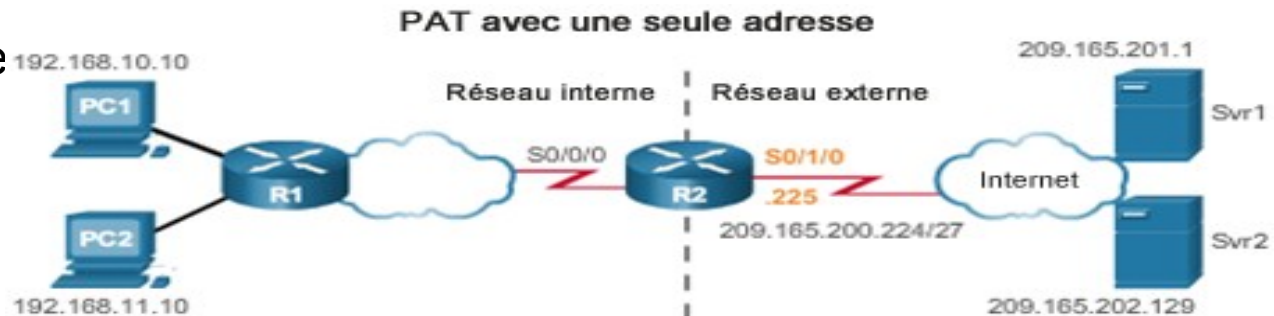 PAT avec une seule adresse
e
192.168.10.10
209.165.201.1
PC1
Réseau interne
Réseau externe
Svr1
S0/0/0
S0/1/0
R1
R2
Internet
.225
PC2
209.165.200.224/27
Svr2
192.168.11.10
209.165.202.129